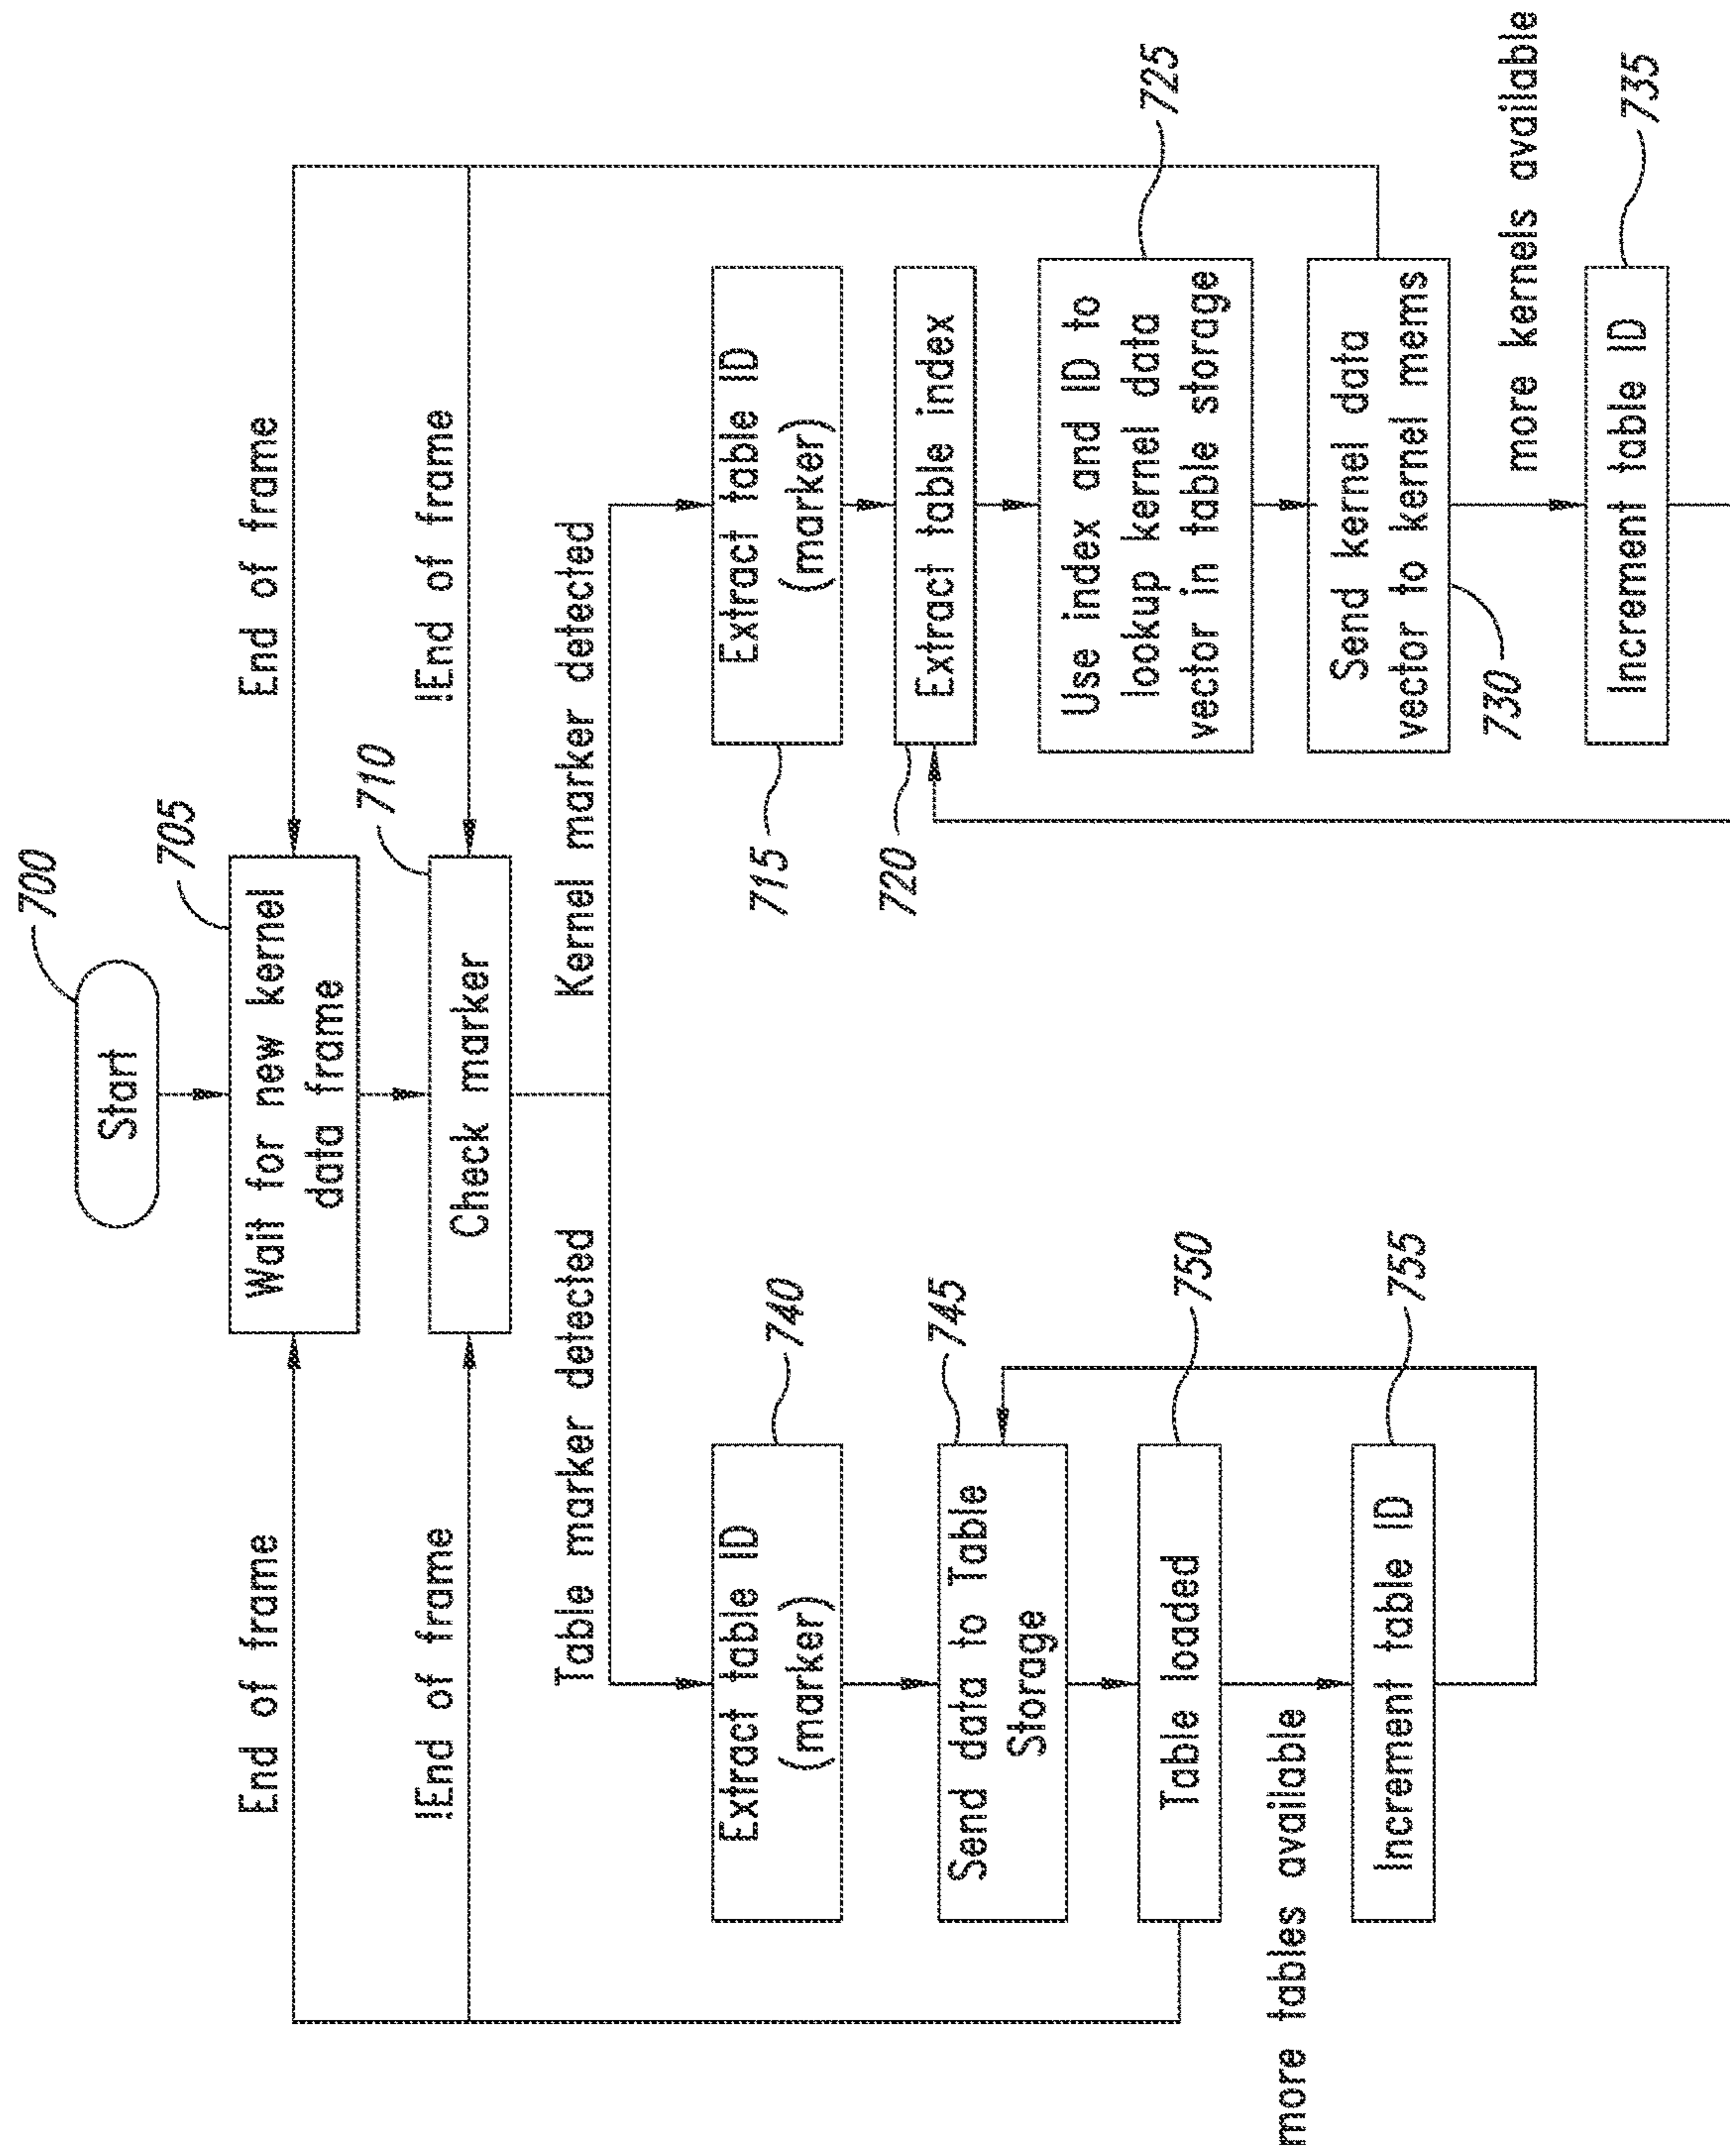 700
Start
705
Wait for new kernel
data frame
End of frame
End of frame
710
Check marker
!End of frame
!End of frame
Table marker detected
Kernel marker detected
740
Extract table ID
(marker)
745
Send data to Table
Storage
750
Table loaded
more tables available
755
Increment table ID
715
Extract table ID
(marker)
720
Extract table index
725
Use index and ID to
lookup kernel data
vector in table storage
Send kernel data
vector to kernel mems
730
more kernels available
735
Increment table ID